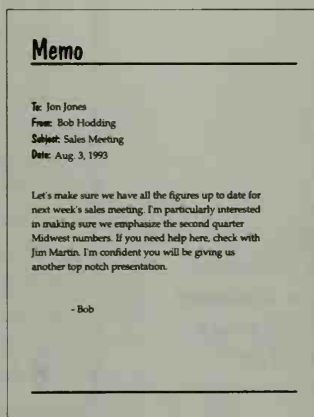 Memo
To: Jon Jones
From: Bob Hodding
Subject: Sales Meeting
Date: Aug. 3, 1993
Let's make sure we have all the figures up to date for
next week's sales meeting. I'm particularly interested
in making sure we emphasize the second quarter
Midwest numbers. If you need help here, check with
Jim Martin. I'm confident you will be giving us
another top notch presentation.
- Bob